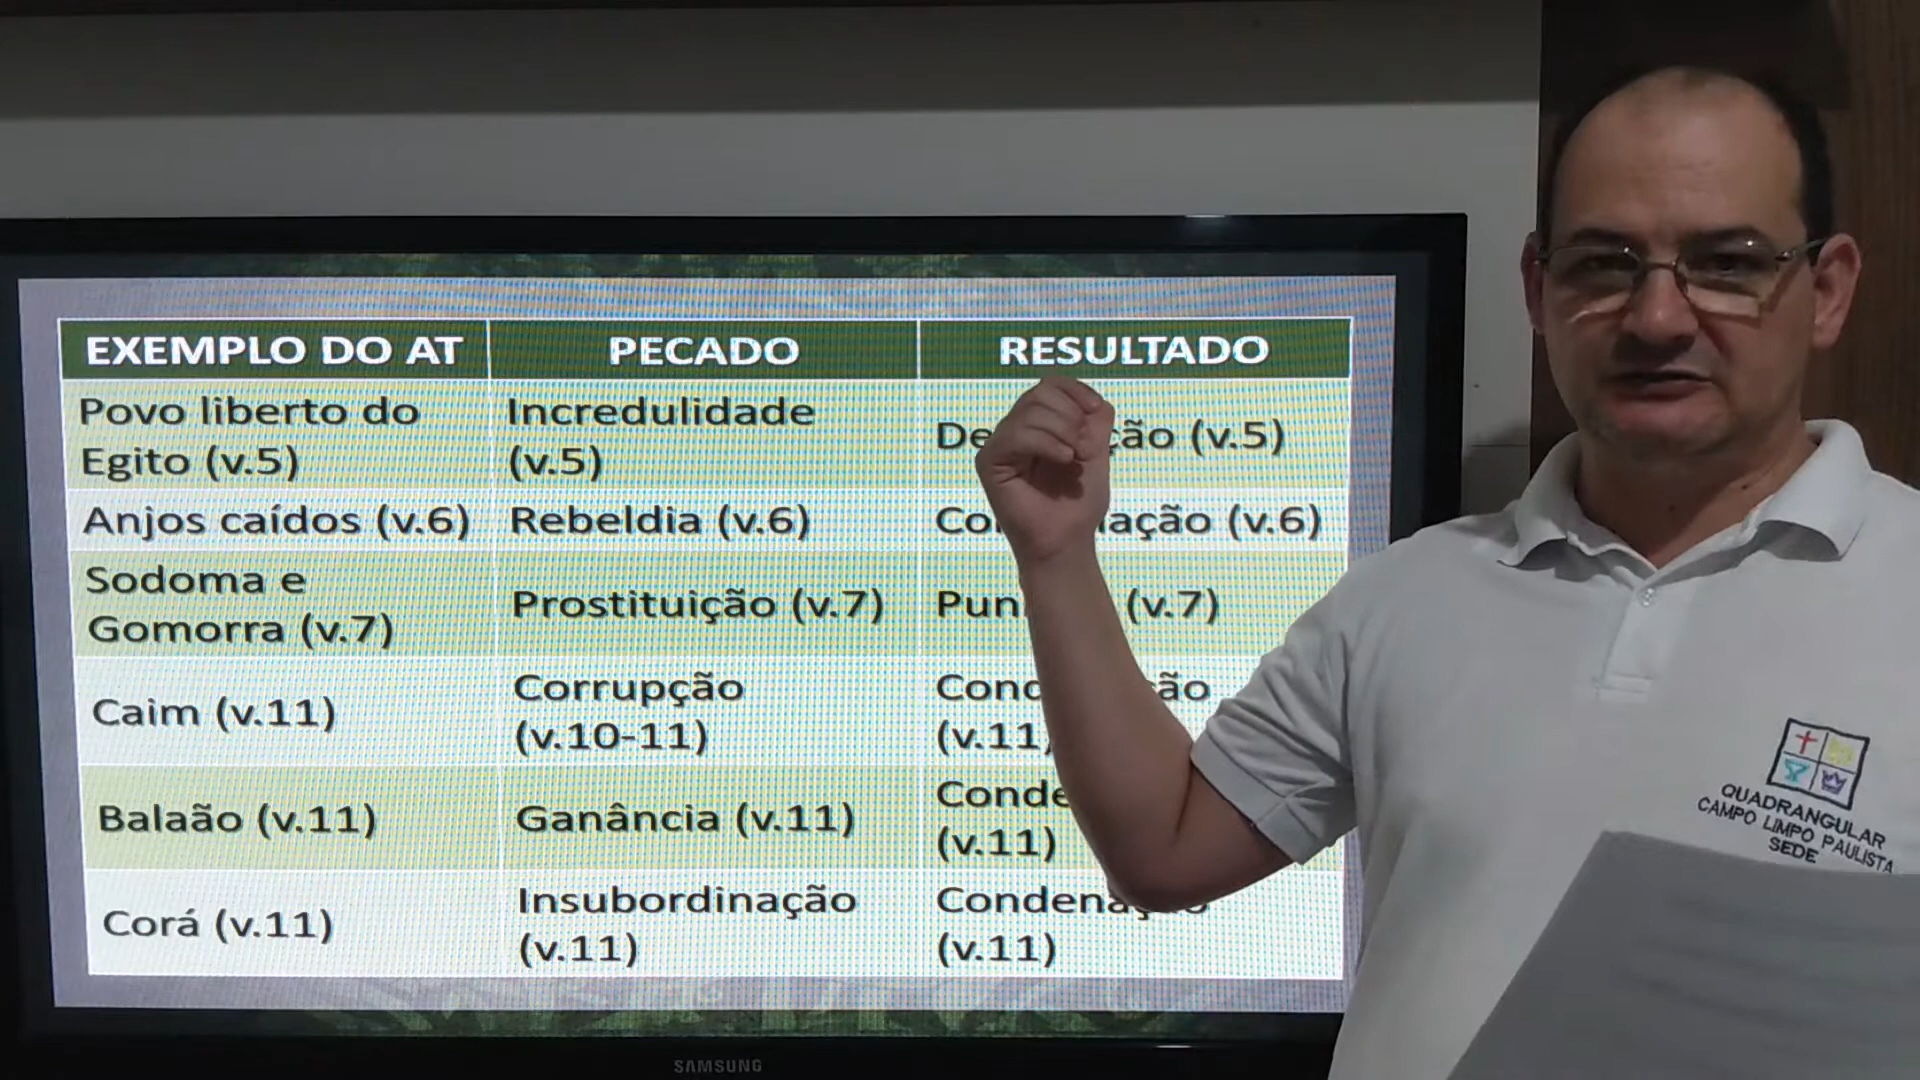 EXEMPLO DO AT PECADO RESULTADO
Povo liberto do
Egito (v.5)
Incredulidade
(v.5)
(v.5)
Anjos caídos (v.6) Rebeldia (v.6) (v.6)
Sodoma e
Gomorra (v.7)
Prostituição (v.7) (v.7)
Caim (v.11)
Corrupção
(v.10-11)
(v.11)
Balaão (v.11) Ganância (v.11)
(v.11)
Corá (v.11)
Insubordinação
(v.11)
Condenação
(v.11)
QUADRANGULAR
CAMPO LIMPO PAULISTA
SEDE
SAMSUNG